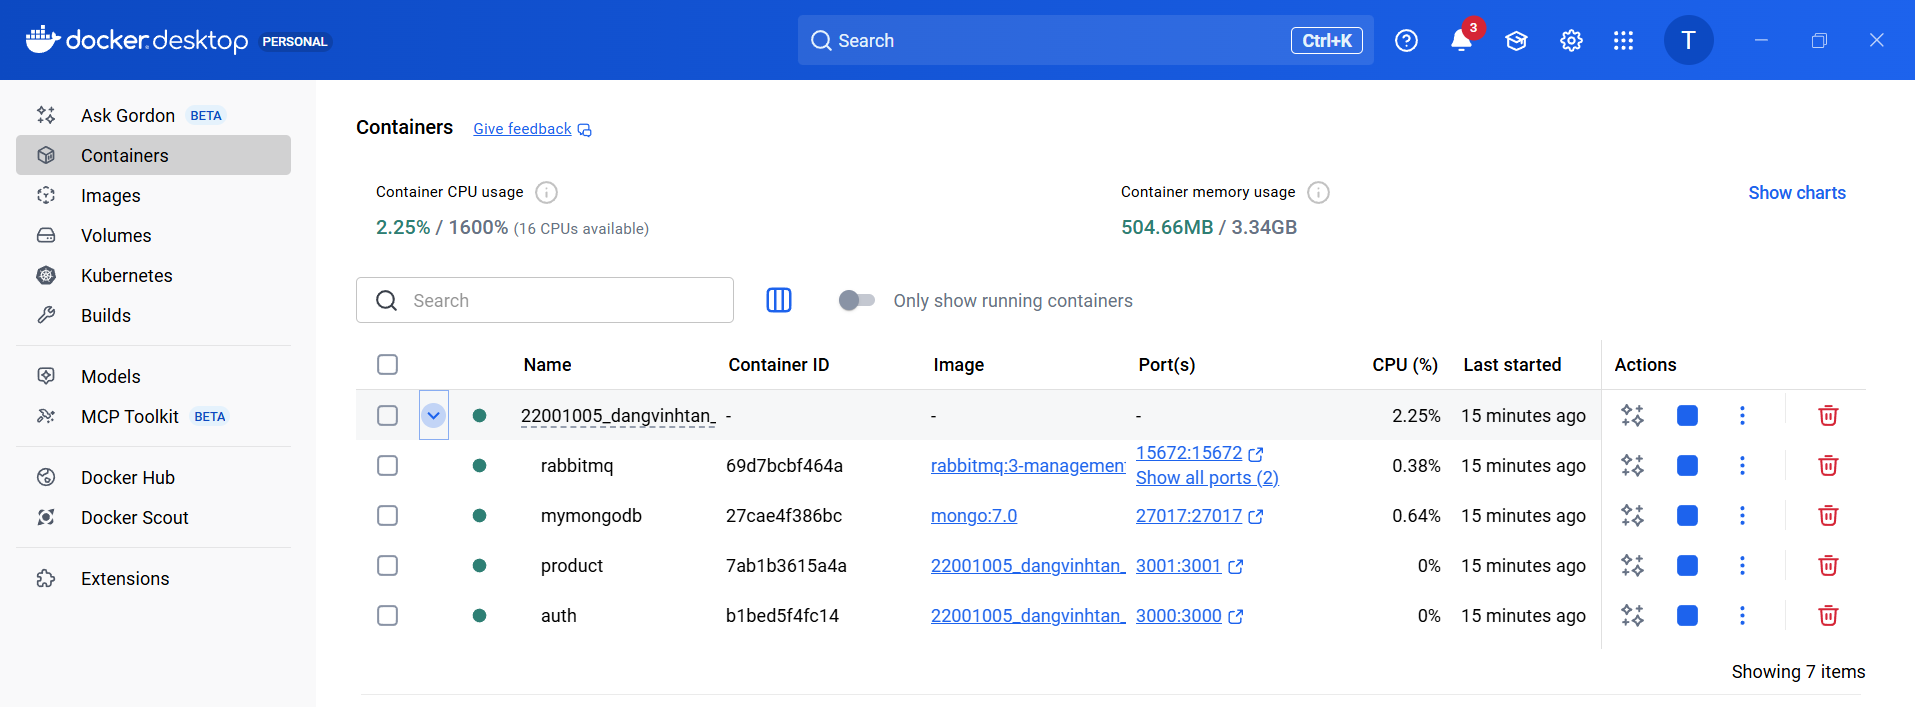 docker desktop PERSONAL
Search Ctrl+K
3
T
Ask Gordon BETA
Containers
Images
Volumes
Kubernetes
Builds
Models
MCP Toolkit BETA
Docker Hub
Docker Scout
Extensions
Containers Give feedback
Container CPU usage
2.25% / 1600% (16 CPUs available)
Container memory usage
504.66MB / 3.34GB
Show charts
Search
Only show running containers
Name Container ID Image Port(s) CPU (%) Last started Actions
22001005_dangvinhtan_ - - - 2.25% 15 minutes ago
rabbitmq 69d7bcbf464a rabbitmq:3-management 15672:15672 0.38% 15 minutes ago
Show all ports (2)
mymongodb 27cae4f386bc mongo:7.0 27017:27017 0.64% 15 minutes ago
product 7ab1b3615a4a 22001005_dangvinhtan_ 3001:3001 0% 15 minutes ago
auth b1bed5f4fc14 22001005_dangvinhtan_ 3000:3000 0% 15 minutes ago
Showing 7 items